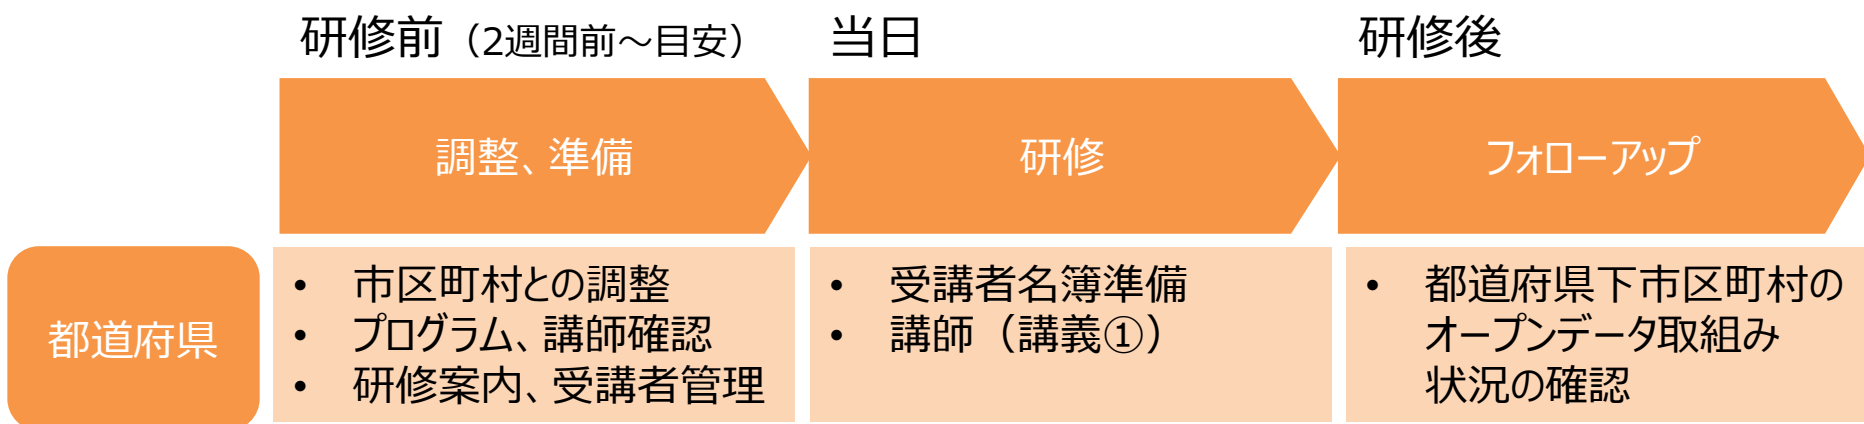 研修前（2週間前～目安）
当日
研修後
調整、準備
研修
フォローアップ
都道府県
• 市区町村との調整
• プログラム、講師確認
• 研修案内、受講者管理
• 受講者名簿準備
• 講師（講義①）
• 都道府県下市区町村の
オープンデータ取組み
状況の確認